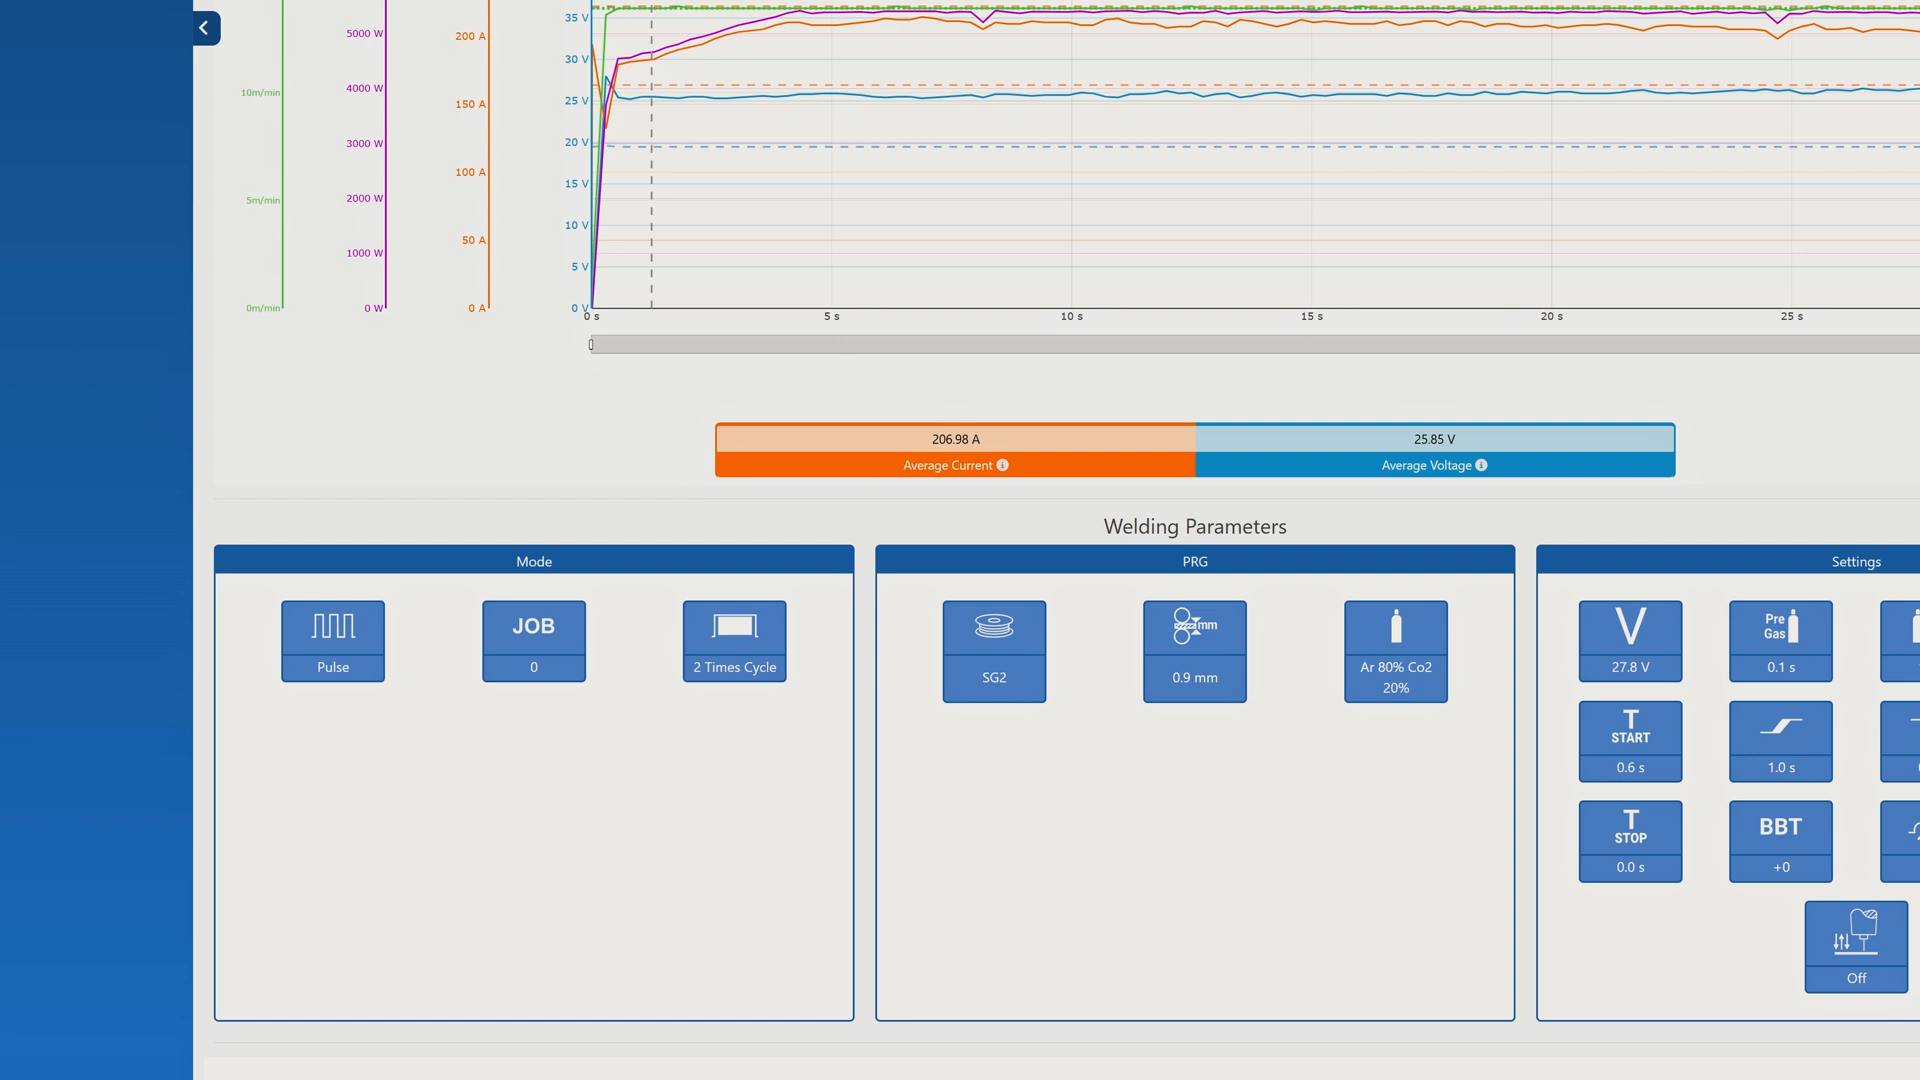 35 V
5000 W
200 A
30 V
10m/min
4000 W
150 A
25 V
3000 W
20 V
100 A
15 V
5m/min
2000 W
10 V
50 A
1000 W
5 V
0m/min
0 W
0 A
0 V
0 s
5 s
10 s
15 s
20 s
25 s
206.98 A
25.85 V
Average Current
Average Voltage
Welding Parameters
Mode
PRG
Settings
Pulse
JOB
0
2 Times Cycle
SG2
mm
0.9 mm
Ar 80% Co2
20%
V
27.8 V
Pre
Gas
0.1 s
T
START
0.6 s
1.0 s
T
STOP
0.0 s
BBT
+0
Off